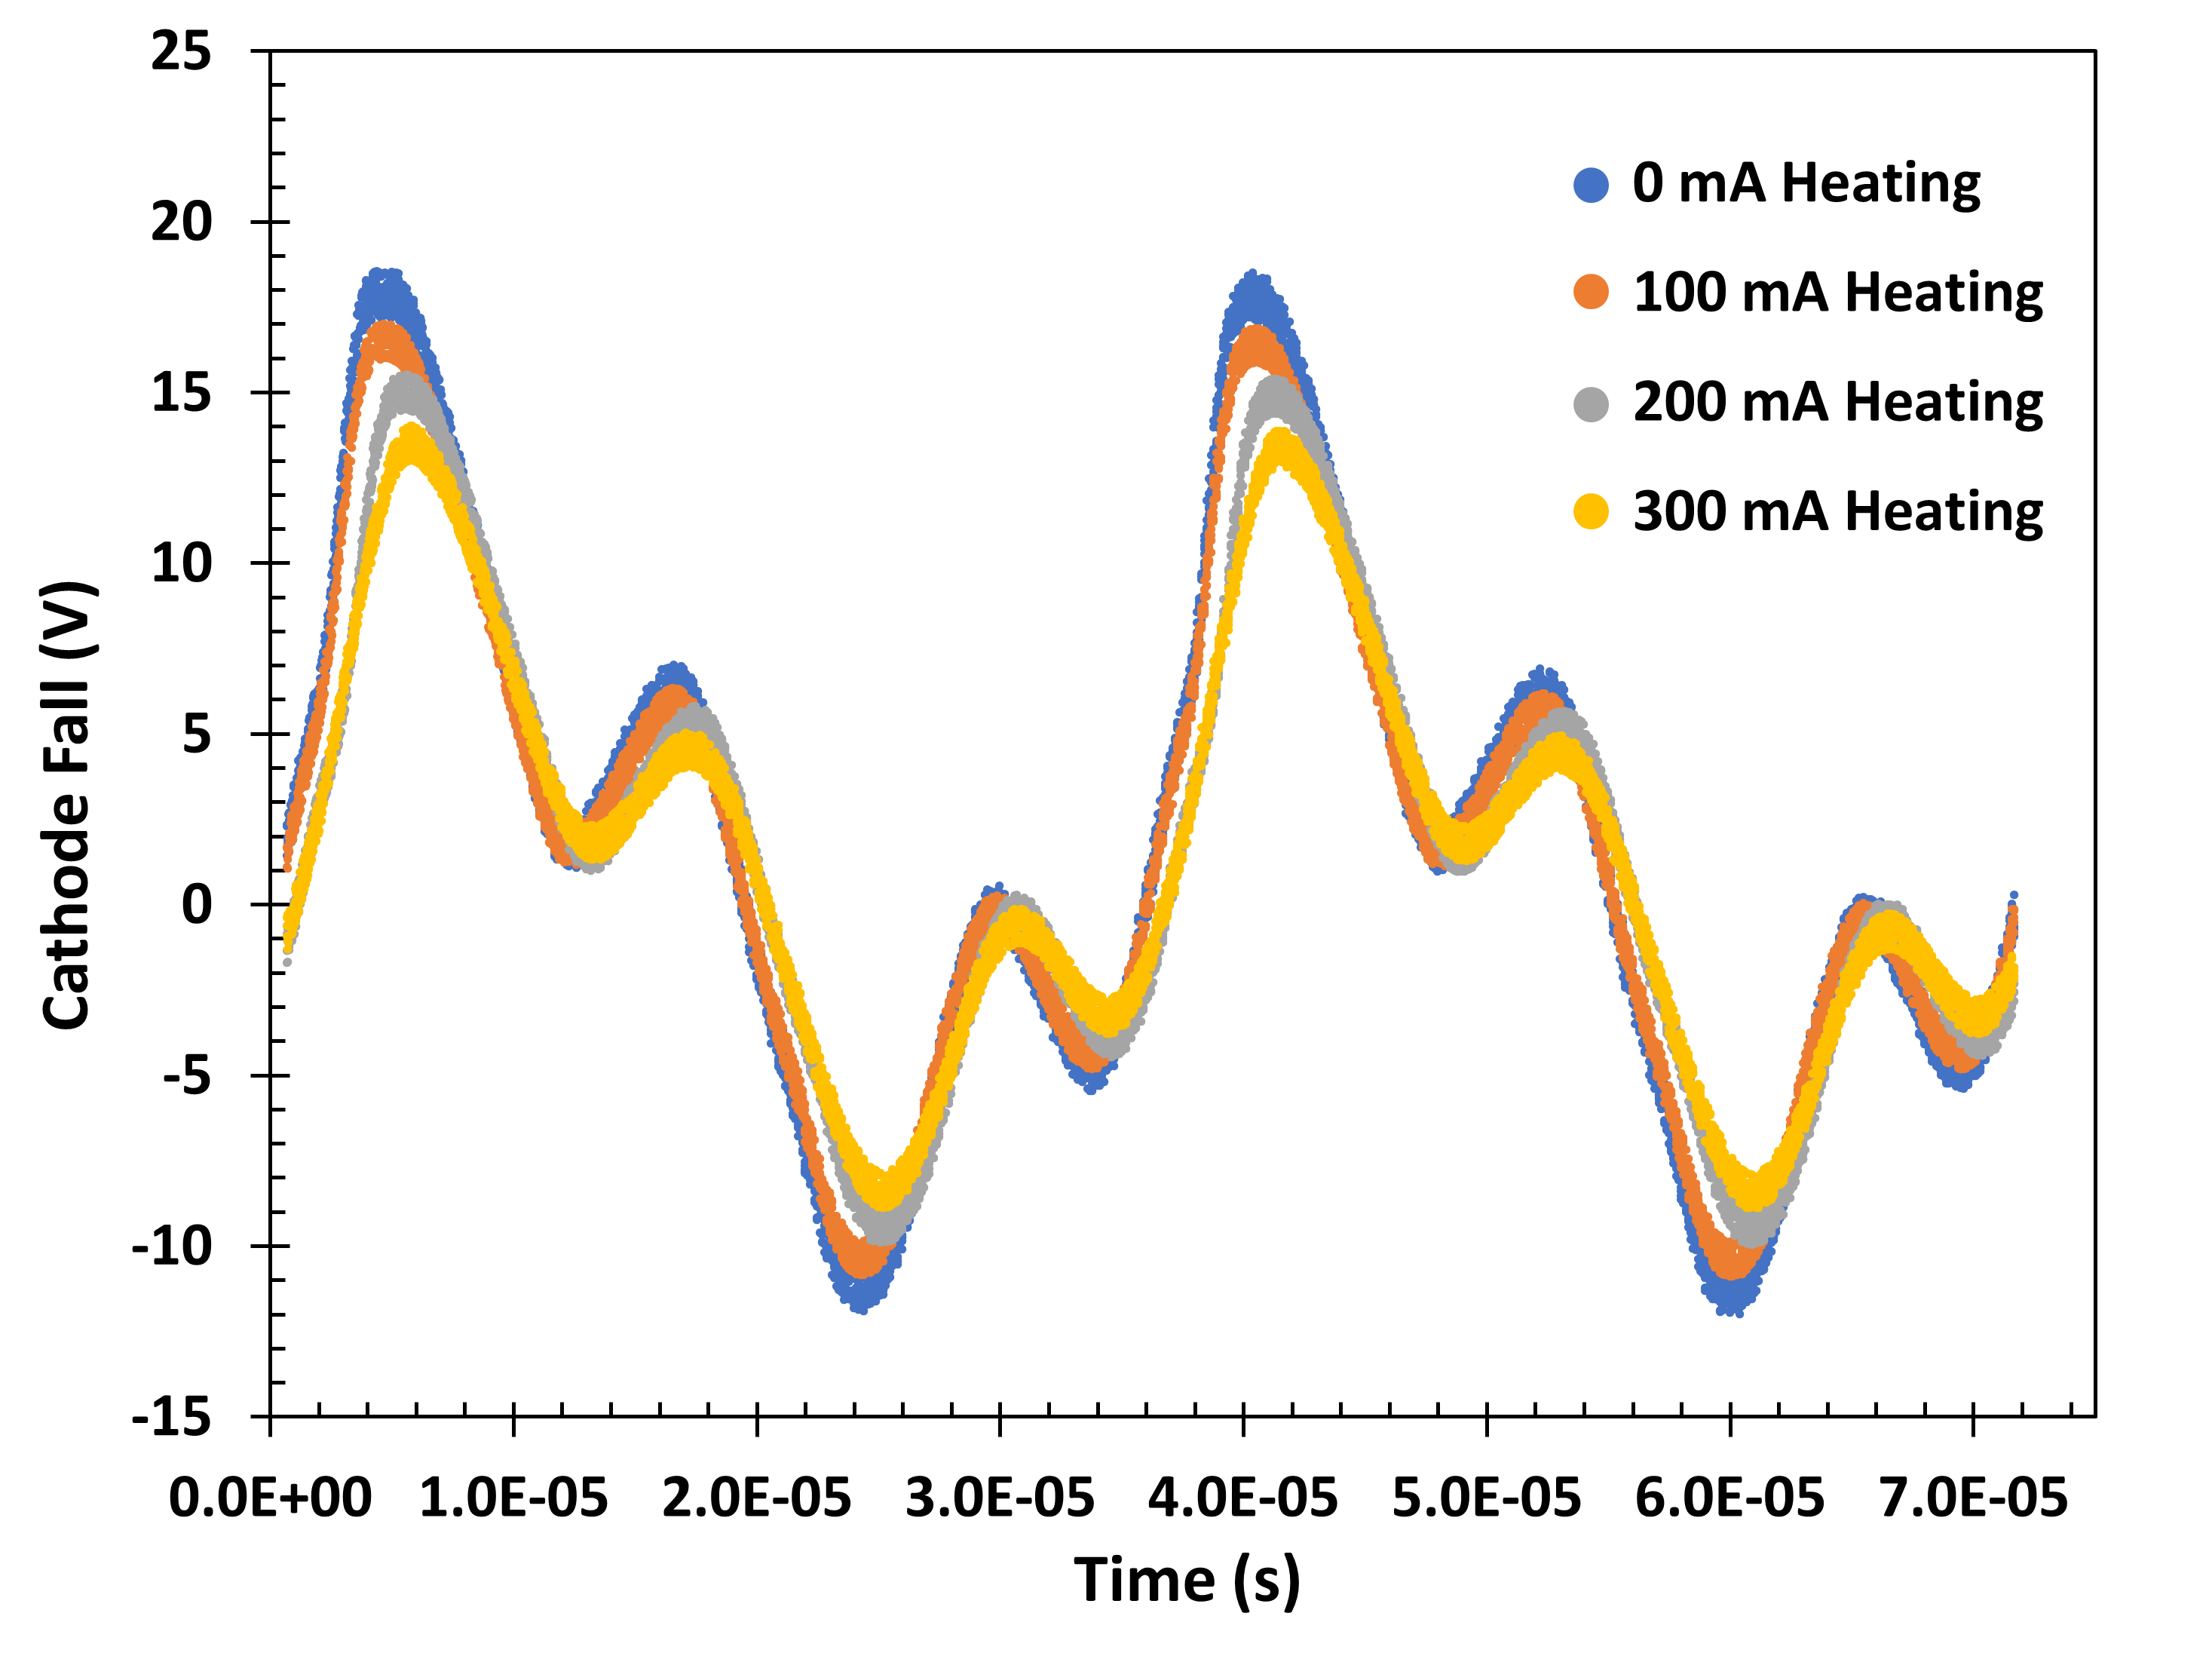 25
20
15
10
5
0
-5
-10
-15
Cathode Fall (V)
0 mA Heating
100 mA Heating
200 mA Heating
300 mA Heating
0.0E+00 1.0E-05 2.0E-05 3.0E-05 4.0E-05 5.0E-05 6.0E-05 7.0E-05
Time (s)